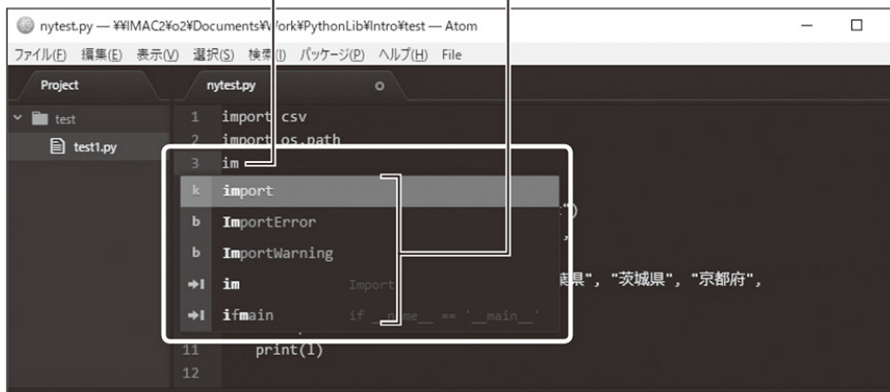 nytest.py — ¥¥IMAC2¥o2¥Documents¥Work¥PythonLib¥Intro¥test — Atom
ファイル(F) 編集(E) 表示(V) 選択(S) 検索(I) パッケージ(P) ヘルプ(H) File
Project nytest.py
test
test1.py
1 import csv
2 import os.path
3 im
k import
b ImportError
b ImportWarning
im Import
ifmain if __name__ == '__main__'
")
,
県", "茨城県", "京都府",
11 print(l)
12